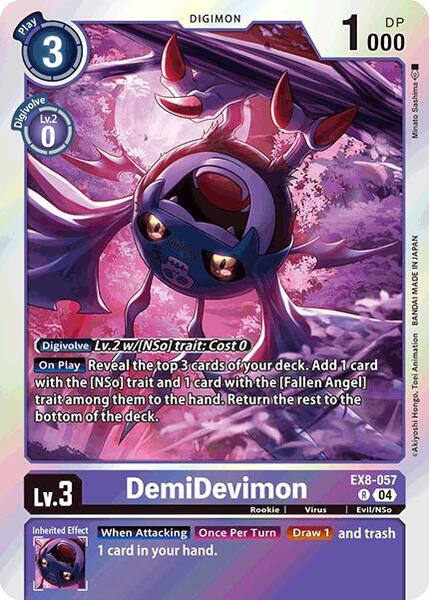 DIGIMON
Play
3
DP
1000
Digivolve
Lv.2
0
Minato Sashima
©Akiyoshi Hongo, Toei Animation BANDAI MADE IN JAPAN
Digivolve Lv.2 w/[NSo] trait: Cost 0
On Play Reveal the top 3 cards of your deck. Add 1 card
with the [NSo] trait and 1 card with the [Fallen Angel]
trait among them to the hand. Return the rest to the
bottom of the deck.
Lv.3
DemiDevimon
EX8-057
R 04
Rookie | Virus | Evil/NSo
Inherited Effect
When Attacking Once Per Turn Draw 1 and trash
1 card in your hand.